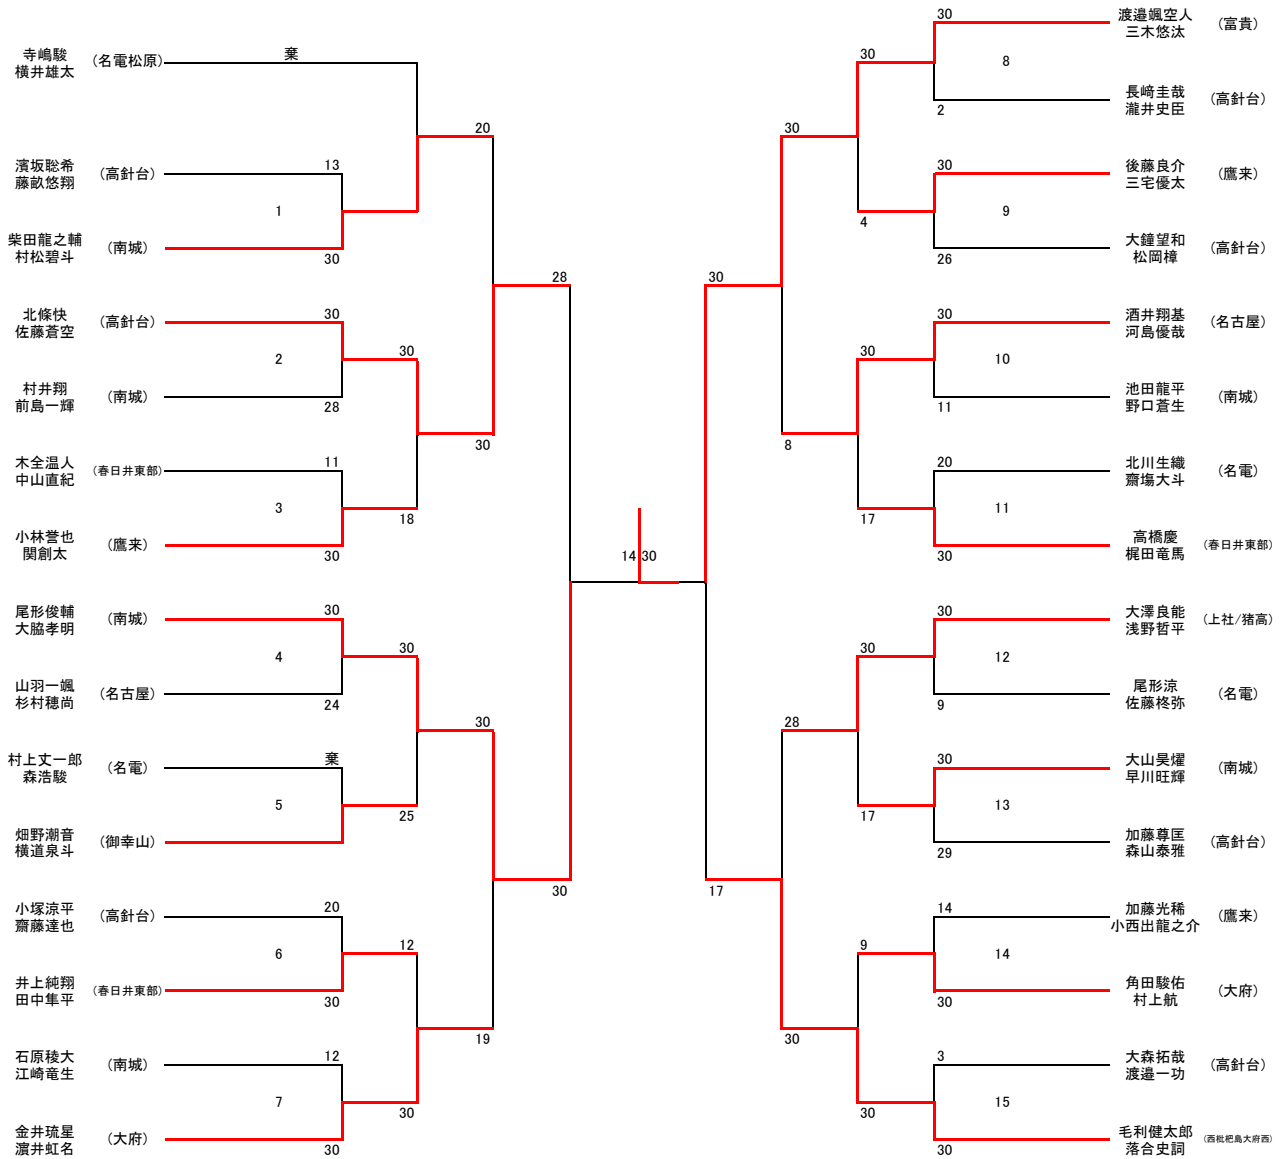 寺嶋駿
横井雄太
(名電松原)
棄
濱坂聡希
藤畝悠翔
(高針台)
13
1
柴田龍之輔
村松碧斗
(南城)
30
20
北條快
佐藤蒼空
(高針台)
30
2
村井翔
前島一輝
(南城)
28
30
木全温人
中山直紀
(春日井東部)
11
3
小林誉也
関創太
(鷹来)
30
18
30
28
尾形俊輔
大脇孝明
(南城)
30
4
山羽一颯
杉村穂尚
(名古屋)
24
30
村上丈一郎
森浩駿
(名電)
棄
5
畑野潮音
横道泉斗
(御幸山)
25
30
小塚涼平
齋藤達也
(高針台)
20
6
井上純翔
田中隼平
(春日井東部)
30
12
石原稜大
江崎竜生
(南城)
12
7
金井琉星
濵井虹名
(大府)
30
30
19
30
14
30
渡邉颯空人
三木悠汰
(富貴)
30
8
長﨑圭哉
瀧井史臣
(高針台)
2
30
後藤良介
三宅優太
(鷹来)
30
9
大鐘望和
松岡樟
(高針台)
26
4
30
酒井翔基
河島優哉
(名古屋)
30
10
池田龍平
野口蒼生
(南城)
11
30
北川生織
齋塲大斗
(名電)
20
11
高橋慶
梶田竜馬
(春日井東部)
30
17
8
30
大澤良能
浅野哲平
(上社/猪高)
30
12
尾形涼
佐藤柊弥
(名電)
9
30
大山昊燿
早川旺輝
(南城)
30
13
加藤尊匡
森山泰雅
(高針台)
29
17
28
加藤光稀
小西出龍之介
(鷹来)
14
14
角田駿佑
村上航
(大府)
30
9
大森拓哉
渡邉一功
(高針台)
3
15
毛利健太郎
落合史詞
(西枇杷島大府西)
30
30
30
17